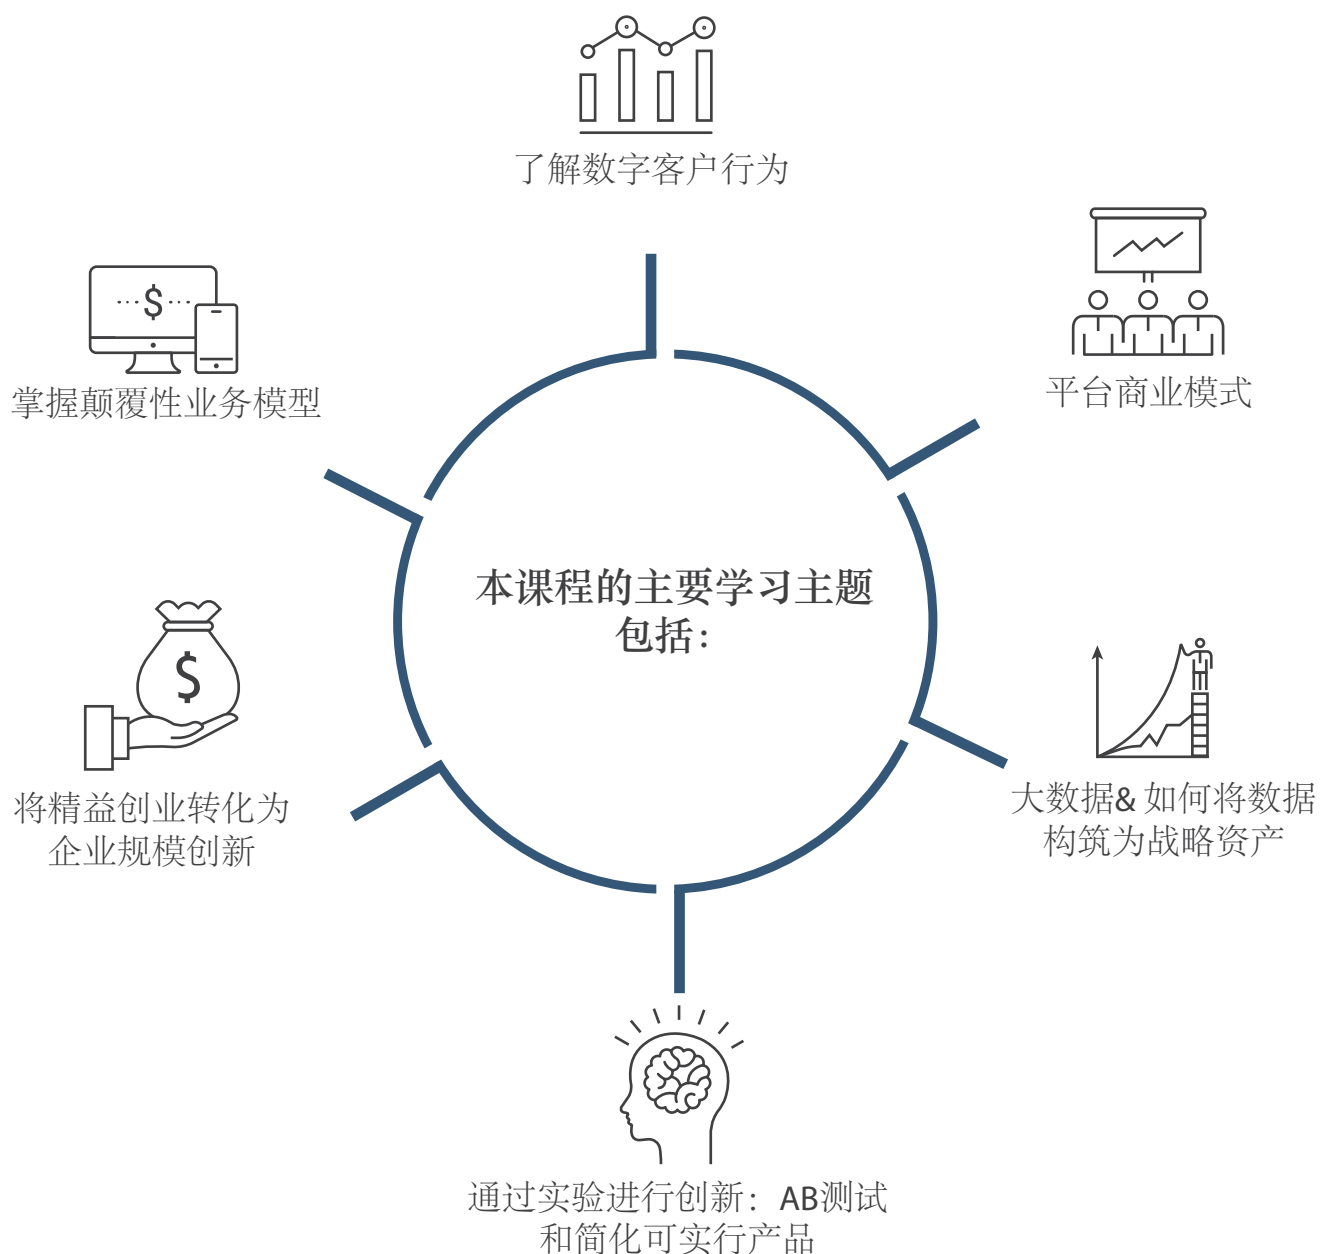 了解数字客户行为
平台商业模式
掌握颠覆性业务模型
本课程的主要学习主题
包括：
大数据& 如何将数据
构筑为战略资产
将精益创业转化为
企业规模创新
通过实验进行创新：AB测试
和简化可实行产品
$
$